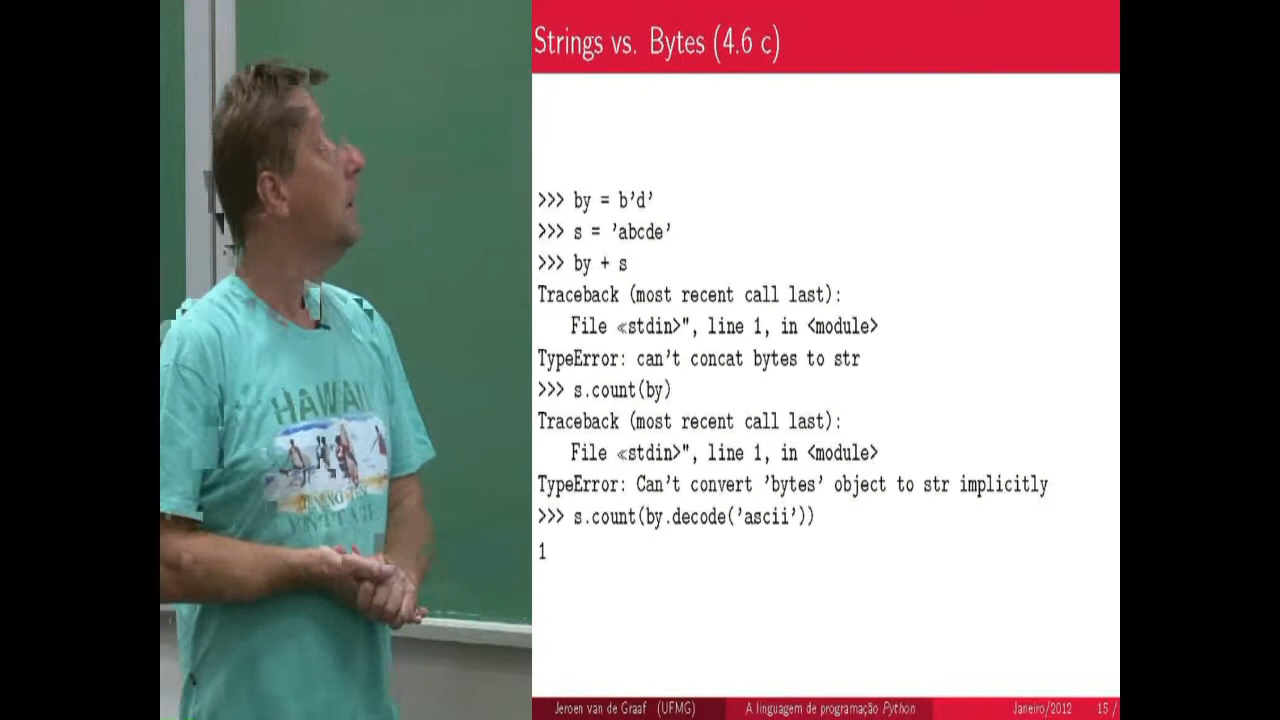 Strings vs. Bytes (4.6 c)
>>> by = b’d’
>>> s = ’abcde’
>>> by + s
Traceback (most recent call last):
File «stdin>", line 1, in <module>
TypeError: can’t concat bytes to str
>>> s.count(by)
Traceback (most recent call last):
File «stdin>", line 1, in <module>
TypeError: Can’t convert ’bytes’ object to str implicitly
>>> s.count(by.decode(’ascii’))
1
HAWAII
Jeroen van de Graaf (UFMG) A linguagem de programação Python Janeiro/2012 15 /